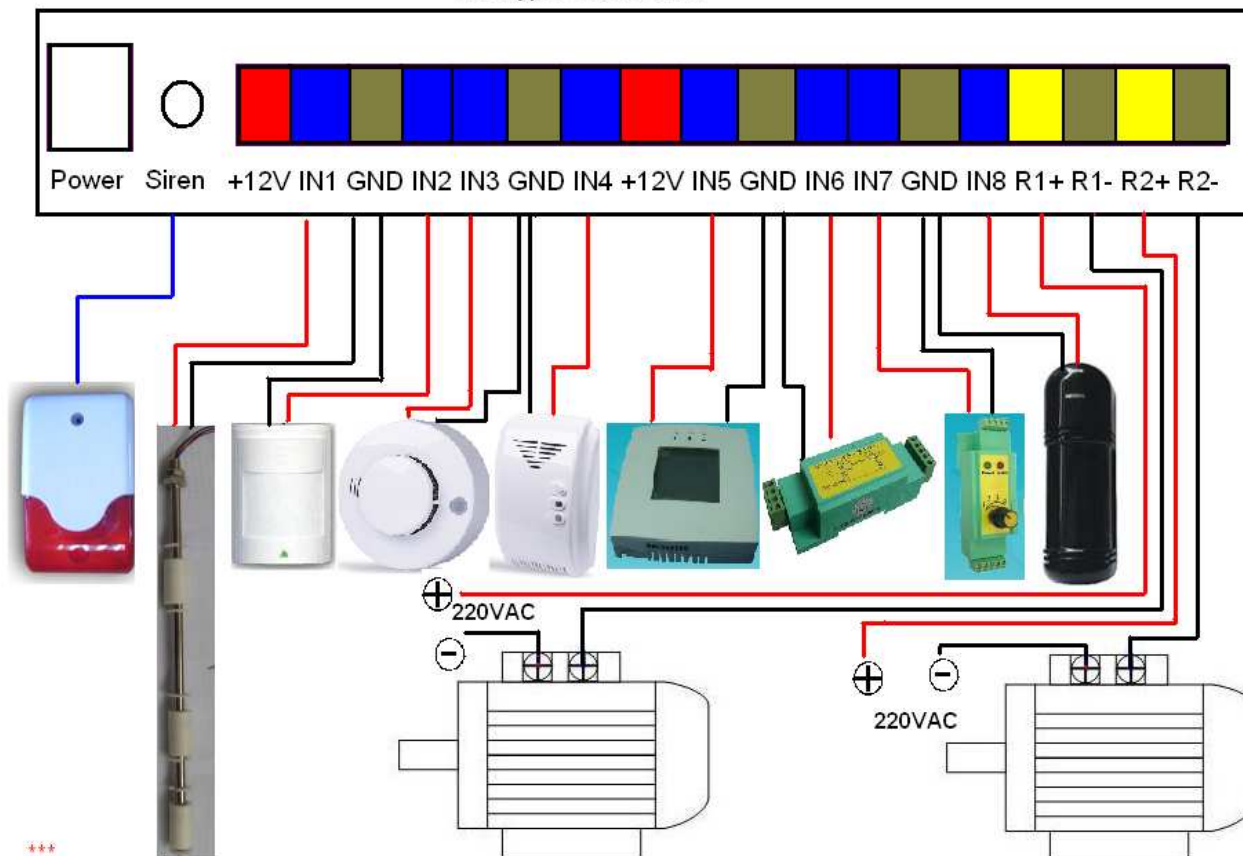 Power Siren +12V IN1 GND IN2 IN3 GND IN4 +12V IN5 GND IN6 IN7 GND IN8 R1+ R1- R2+ R2-
+
220VAC
-
+
-
220VAC
***